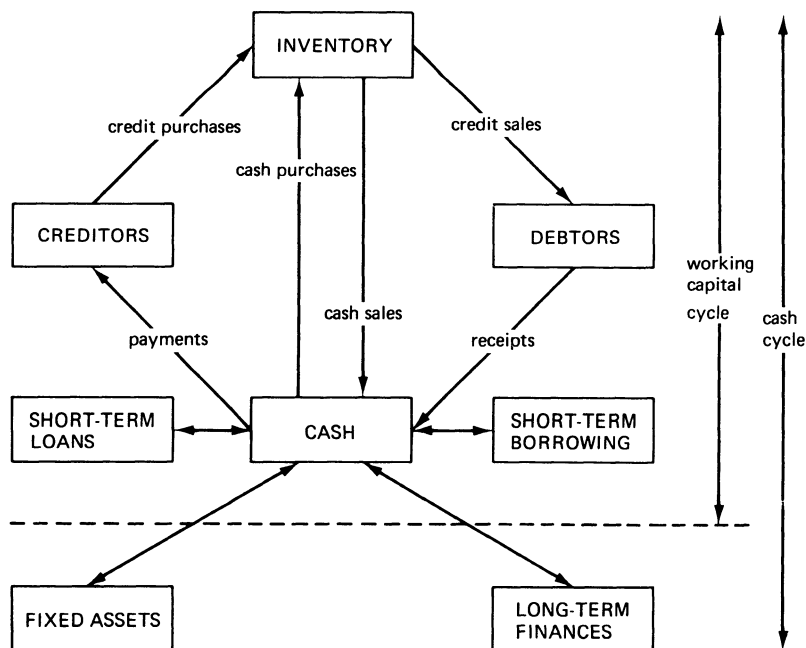 INVENTORY
credit purchases
credit sales
cash purchases
CREDITORS
DEBTORS
working
capital
cycle
cash
cycle
cash sales
payments
receipts
SHORT-TERM
LOANS
CASH
SHORT-TERM
BORROWING
FIXED ASSETS
LONG-TERM
FINANCES